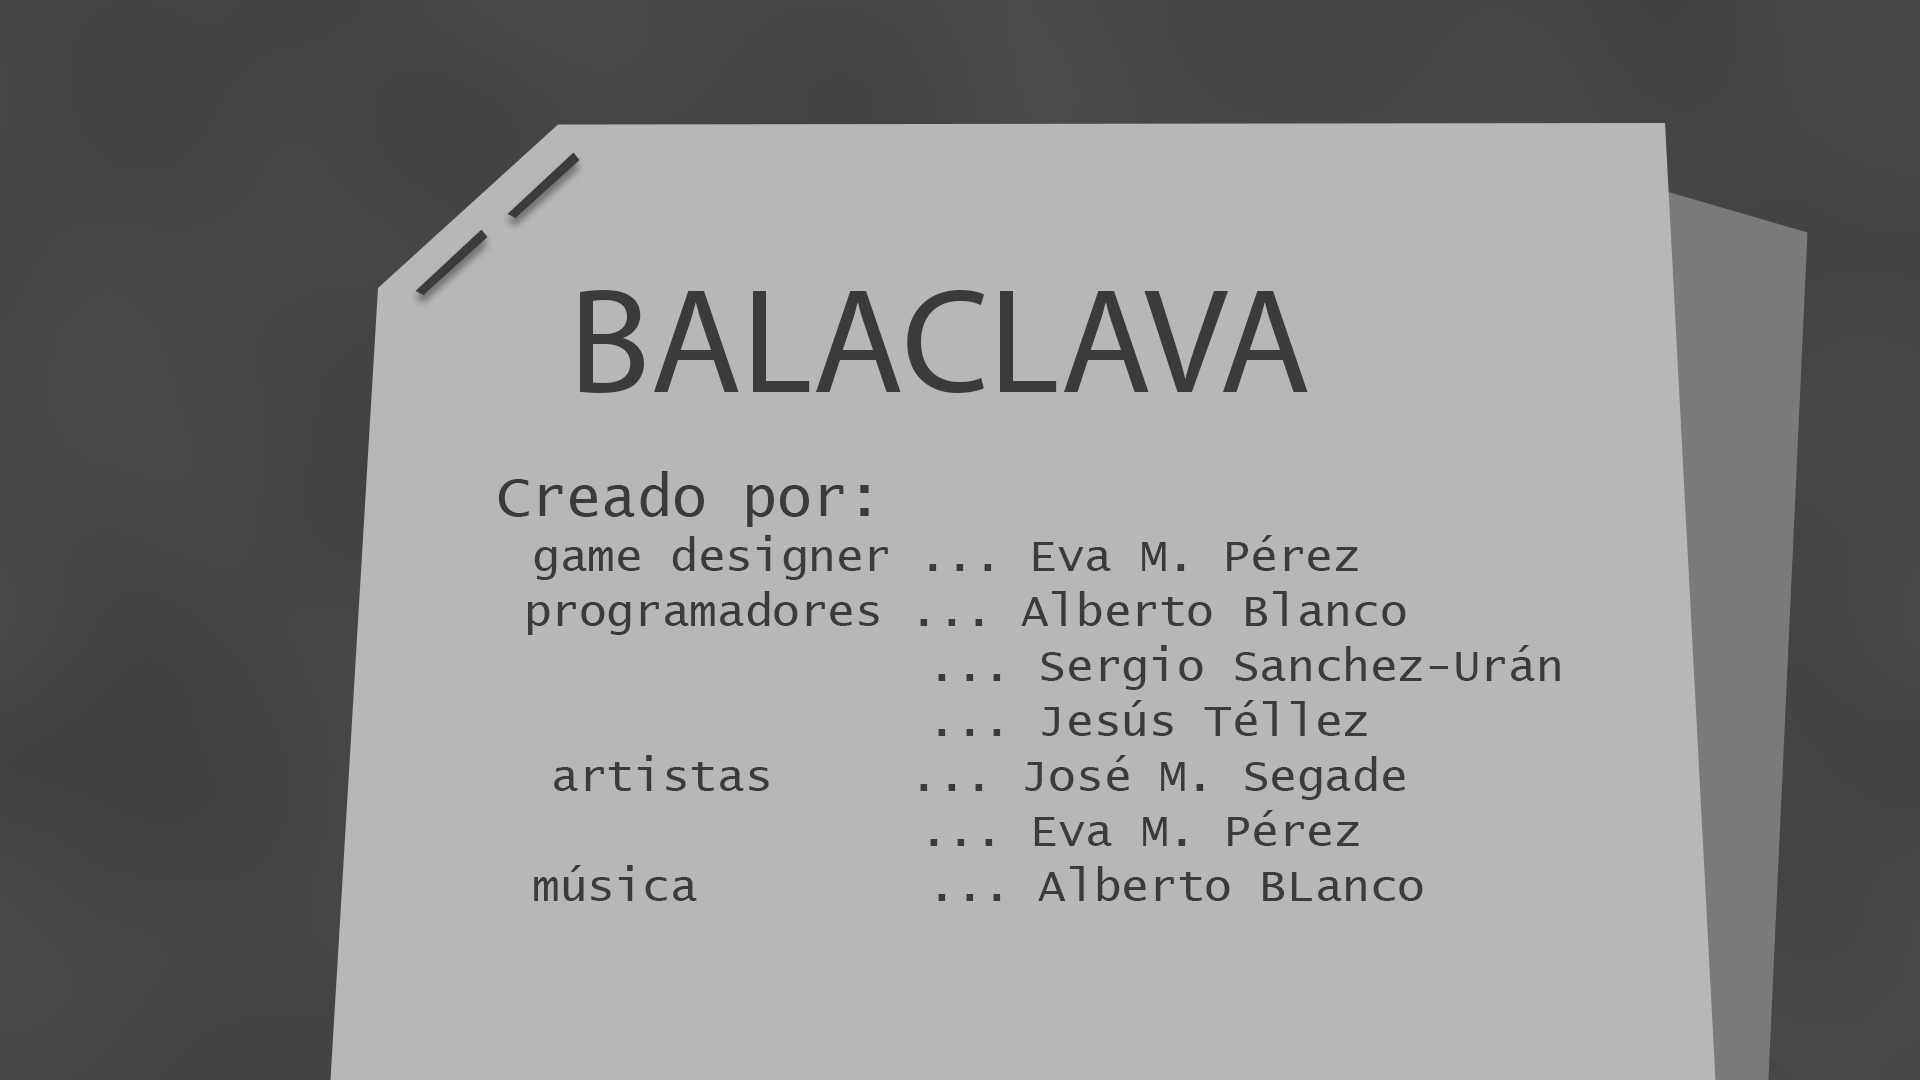 BALACLAVA
Creado por:
game designer ... Eva M. Pérez
programadores ... Alberto Blanco
... Sergio Sanchez-Urán
... Jesús Téllez
artistas ... José M. Segade
... Eva M. Pérez
música ... Alberto BLanco